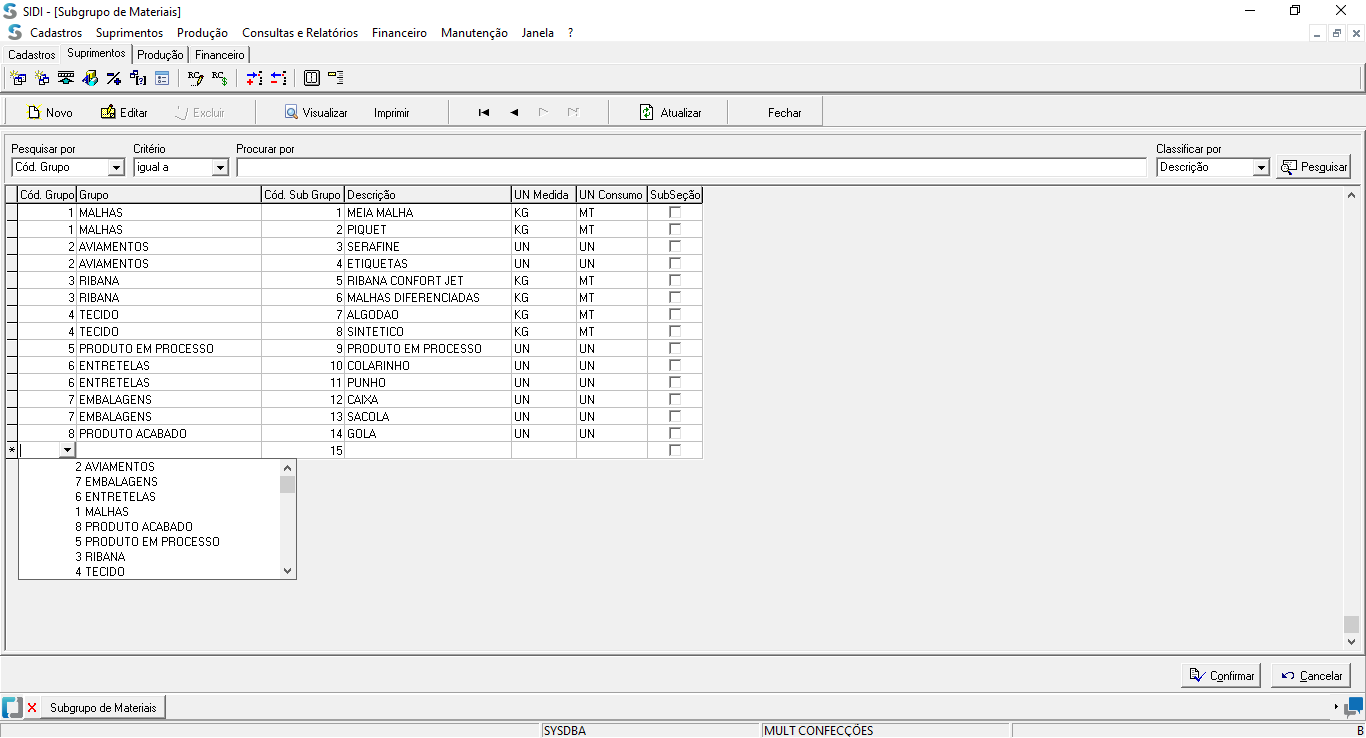 SIDI - [Subgrupo de Materiais]
Cadastros Suprimentos Produção Consultas e Relatórios Financeiro Manutenção Janela ?
Cadastros Suprimentos Produção Financeiro
Novo Editar Excluir Visualizar Imprimir Atualizar Fechar
Pesquisar por Critério Procurar por Classificar por
Cód. Grupo igual a Descrição Pesquisar
Cód. Grupo Grupo Cód. Sub Grupo Descrição UN Medida UN Consumo SubSeção
1 MALHAS 1 MEIA MALHA KG MT
1 MALHAS 2 PIQUET KG MT
2 AVIAMENTOS 3 SERAFINE UN UN
2 AVIAMENTOS 4 ETIQUETAS UN UN
3 RIBANA 5 RIBANA CONFORT JET KG MT
3 RIBANA 6 MALHAS DIFERENCIADAS KG MT
4 TECIDO 7 ALGODAO KG MT
4 TECIDO 8 SINTETICO KG MT
5 PRODUTO EM PROCESSO 9 PRODUTO EM PROCESSO UN UN
6 ENTRETELAS 10 COLARINHO UN UN
6 ENTRETELAS 11 PUNHO UN UN
7 EMBALAGENS 12 CAIXA UN UN
7 EMBALAGENS 13 SACOLA UN UN
8 PRODUTO ACABADO 14 GOLA UN UN
* 15
2 AVIAMENTOS
7 EMBALAGENS
6 ENTRETELAS
1 MALHAS
8 PRODUTO ACABADO
5 PRODUTO EM PROCESSO
3 RIBANA
4 TECIDO
Confirmar Cancelar
Subgrupo de Materiais
SYSDBA MULT CONFECÇÕES B